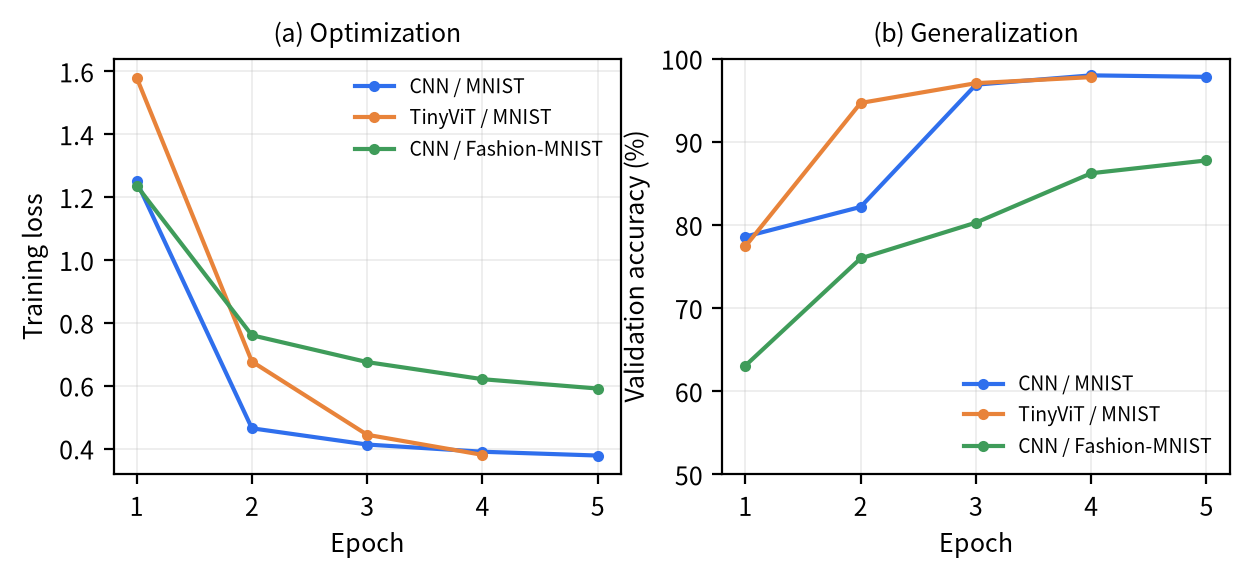 (a) Optimization
Training loss
1.6
1.4
1.2
1.0
0.8
0.6
0.4
CNN / MNIST
TinyViT / MNIST
CNN / Fashion-MNIST
1 2 3 4 5
Epoch
(b) Generalization
Validation accuracy (%)
100
90
80
70
60
50
CNN / MNIST
TinyViT / MNIST
CNN / Fashion-MNIST
1 2 3 4 5
Epoch